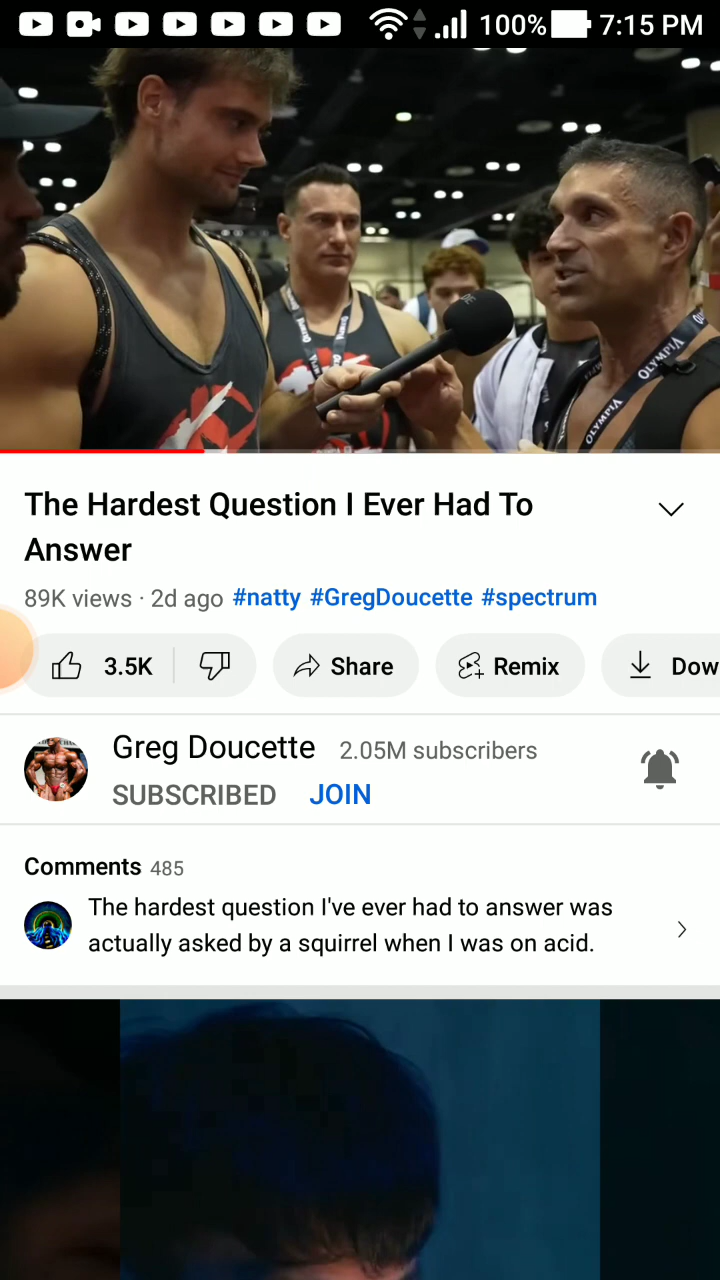 100% 7:15 PM
OLYMPIA
OLYMPIA
OLYMPIA
The Hardest Question I Ever Had To
Answer
89K views · 2d ago #natty #GregDoucette #spectrum
3.5K Share Remix Dow
Greg Doucette 2.05M subscribers
SUBSCRIBED JOIN
Comments 485
The hardest question I've ever had to answer was
actually asked by a squirrel when I was on acid.